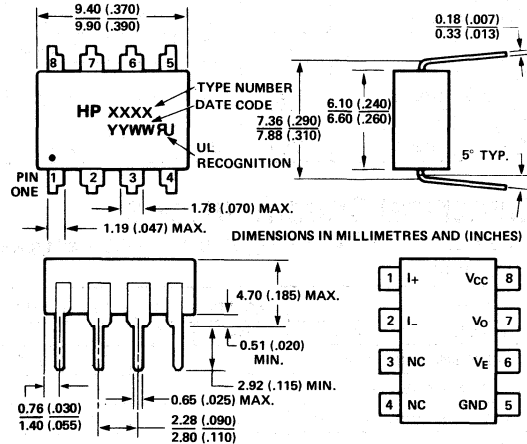 9.40 (.370)
9.90 (.390)
8 7 6 5
HP XXXX
YYWW RU
TYPE NUMBER
DATE CODE
UL
RECOGNITION
PIN
ONE
1 2 3 4
1.78 (.070) MAX.
1.19 (.047) MAX.
0.18 (.007)
0.33 (.013)
7.36 (.290)
7.88 (.310)
6.10 (.240)
6.60 (.260)
5° TYP.
DIMENSIONS IN MILLIMETRES AND (INCHES)
4.70 (.185) MAX.
0.51 (.020)
MIN.
2.92 (.115) MIN.
0.76 (.030)
1.40 (.055)
0.65 (.025) MAX.
2.28 (.090)
2.80 (.110)
1 I+ VCC 8
2 I- VO 7
3 NC VE 6
4 NC GND 5